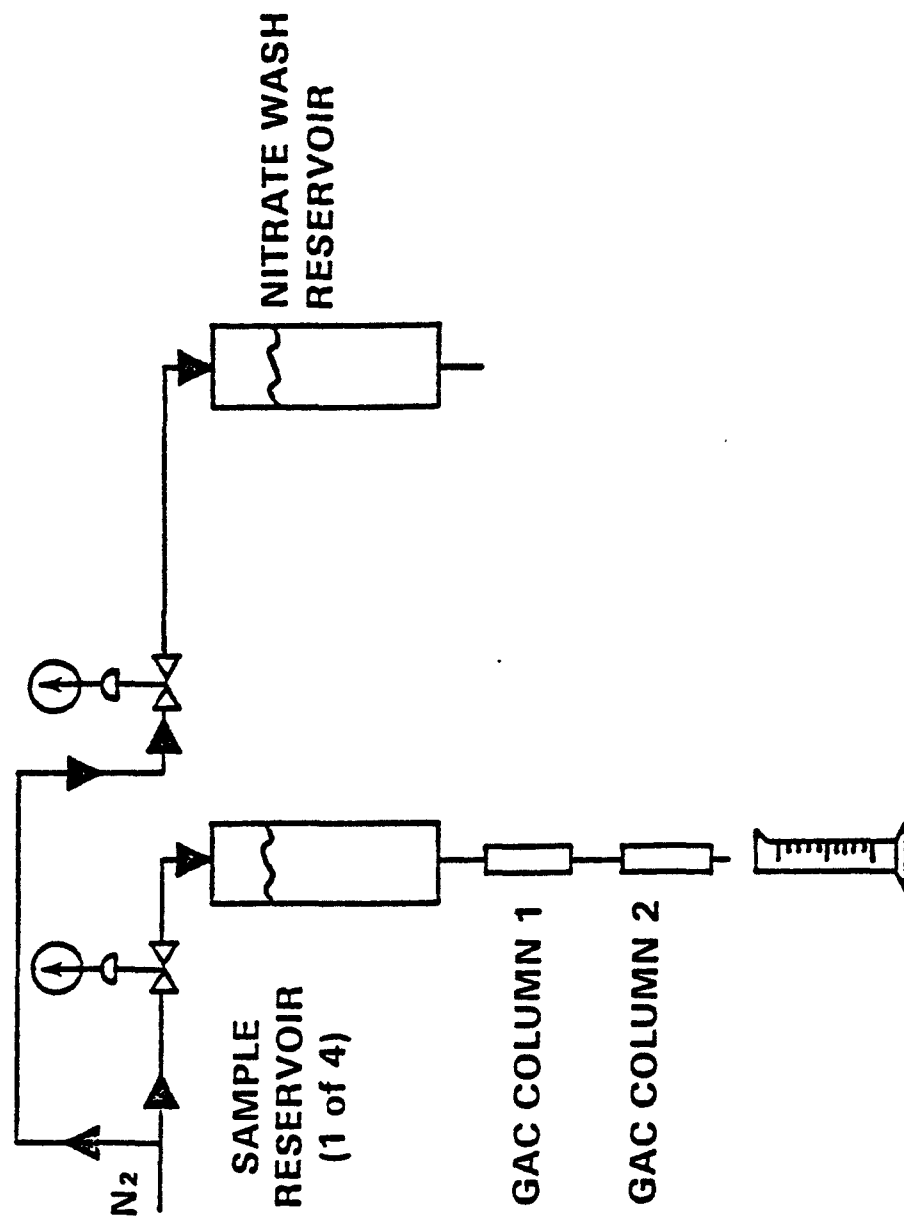 N2
SAMPLE
RESERVOIR
(1 of 4)
NITRATE WASH
RESERVOIR
GAC COLUMN 1
GAC COLUMN 2